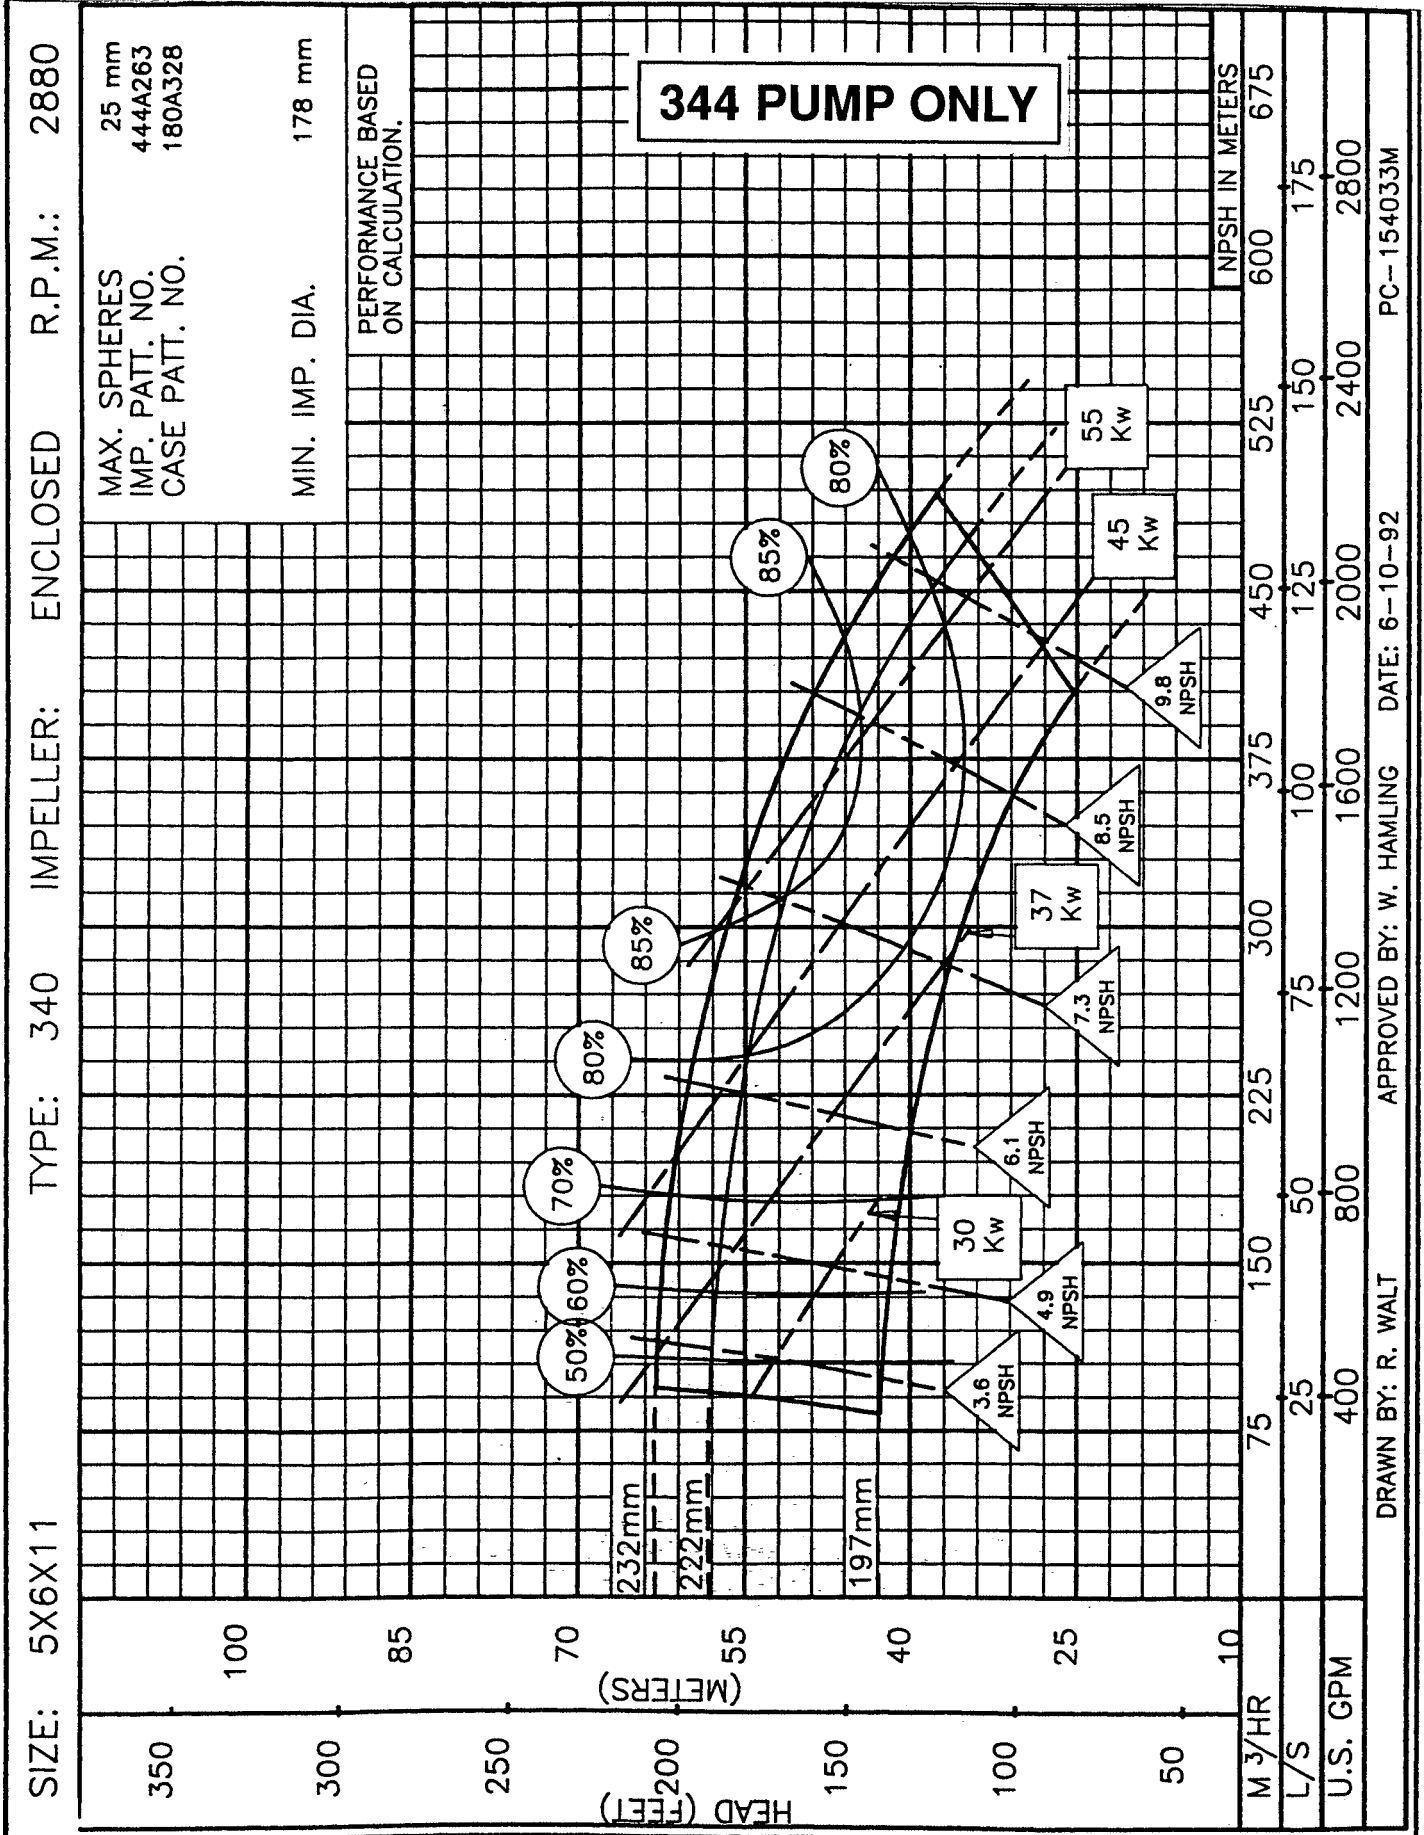 SIZE: 5X6X11 TYPE: 340 IMPELLER: ENCLOSED R.P.M.: 2880
MAX. SPHERES 25 mm
IMP. PATT. NO. 444A263
CASE PATT. NO. 180A328
MIN. IMP. DIA. 178 mm
PERFORMANCE BASED
ON CALCULATION.
344 PUMP ONLY
HEAD (FEET)
350
300
250
200
150
100
50
(METERS)
100
85
70
55
40
25
10
232mm
222mm
197mm
50%
60%
70%
80%
85%
85%
80%
30
Kw
37
Kw
45
Kw
55
Kw
3.6
NPSH
4.9
NPSH
6.1
NPSH
7.3
NPSH
8.5
NPSH
9.8
NPSH
NPSH IN METERS
M³/HR 75 150 225 300 375 450 525 600 675
L/S 25 50 75 100 125 150 175
U.S. GPM 400 800 1200 1600 2000 2400 2800
DRAWN BY: R. WALT APPROVED BY: W. HAMLING DATE: 6-10-92 PC-154033M